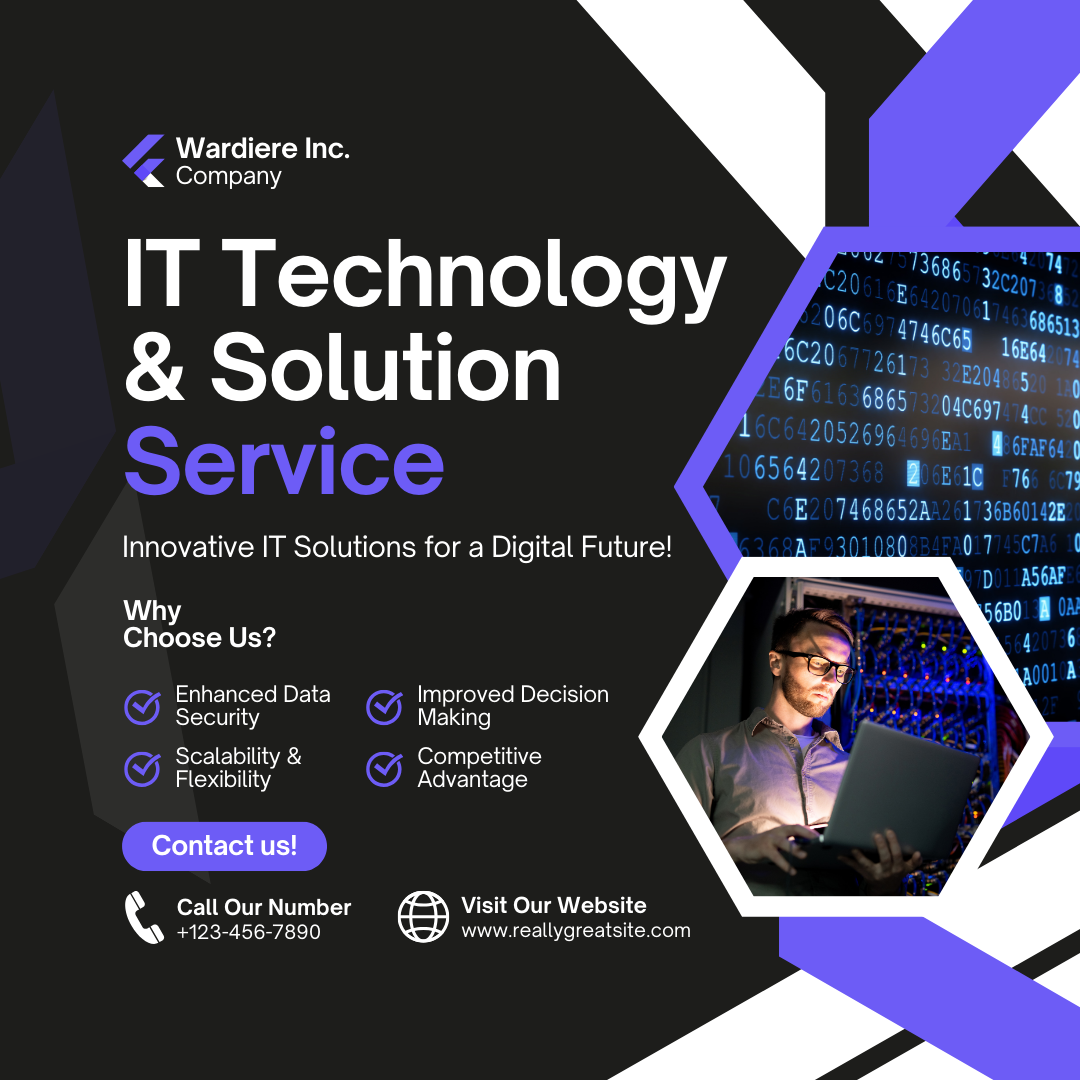 Wardiere Inc.
Company
IT Technology
& Solution
Service
Innovative IT Solutions for a Digital Future!
Why
Choose Us?
Enhanced Data
Security
Improved Decision
Making
Scalability &
Flexibility
Competitive
Advantage
Contact us!
Call Our Number
+123-456-7890
Visit Our Website
www.reallygreatsite.com